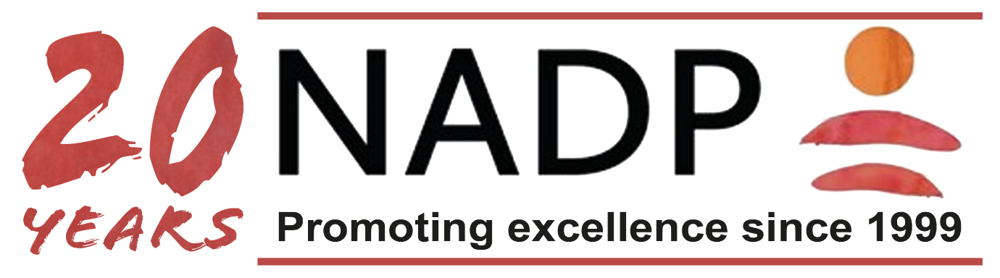 20
YEARS
NADP
Promoting excellence since 1999